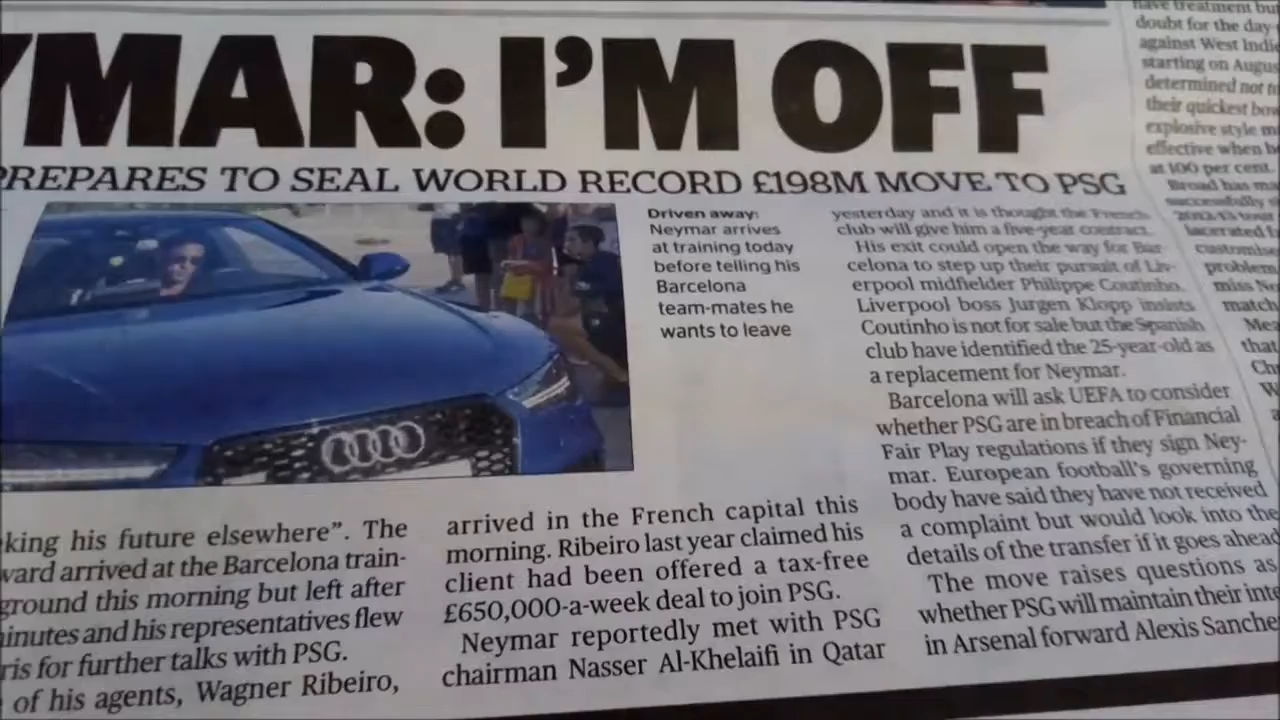 YMAR: I'M OFF
PREPARES TO SEAL WORLD RECORD £198M MOVE TO PSG
Driven away:
Neymar arrives
at training today
before telling his
Barcelona
team-mates he
wants to leave
king his future elsewhere”. The
ward arrived at the Barcelona train-
ground this morning but left after
inutes and his representatives flew
ris for further talks with PSG.
of his agents, Wagner Ribeiro,
arrived in the French capital this
morning. Ribeiro last year claimed his
client had been offered a tax-free
£650,000-a-week deal to join PSG.
Neymar reportedly met with PSG
chairman Nasser Al-Khelaifi in Qatar
yesterday and it is thought the French
club will give him a five-year contract.
His exit could open the way for Bar-
celona to step up their pursuit of Liv-
erpool midfielder Philippe Coutinho.
Liverpool boss Jurgen Klopp insists
Coutinho is not for sale but the Spanish
club have identified the 25-year-old as
a replacement for Neymar.
Barcelona will ask UEFA to consider
whether PSG are in breach of Financial
Fair Play regulations if they sign Ney-
mar. European football's governing
body have said they have not received
a complaint but would look into the
details of the transfer if it goes ahead
The move raises questions as
whether PSG will maintain their inte
in Arsenal forward Alexis Sanche
have treatment but
doubt for the day
against West Indi
starting on Augus
determined not to
their quickest bow
explosive style m
effective when h
at 100 per cent.
Broad has ma
successfully
lacerated
customise
problem
miss Ne
match
Me
that
Ch
W